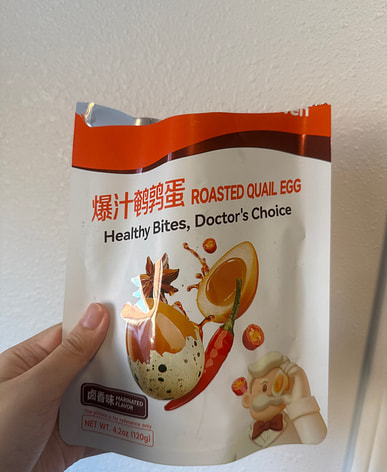 爆汁鹌鹑蛋 ROASTED QUAIL EGG
Healthy Bites, Doctor's Choice
卤香味 MARINATED
FLAVOR
NET WT 4.2oz (120g)